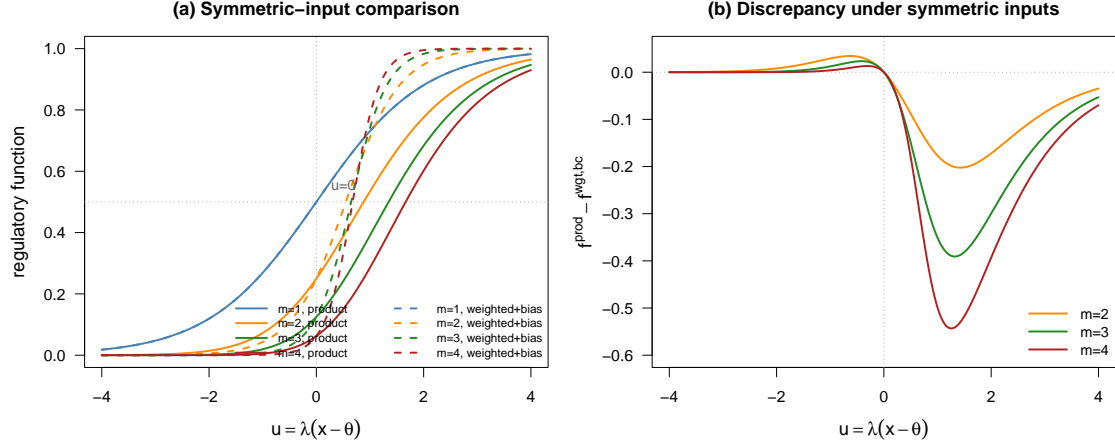 (a) Symmetric−input comparison
regulatory function
1.0
0.8
0.6
0.4
0.2
0.0
u=0
m=1, product
m=2, product
m=3, product
m=4, product
m=1, weighted+bias
m=2, weighted+bias
m=3, weighted+bias
m=4, weighted+bias
−4 −2 0 2 4
u = λ(x − θ)
(b) Discrepancy under symmetric inputs
f^prod − f^wgt,bc
0.0
−0.1
−0.2
−0.3
−0.4
−0.5
−0.6
m=2
m=3
m=4
−4 −2 0 2 4
u = λ(x − θ)